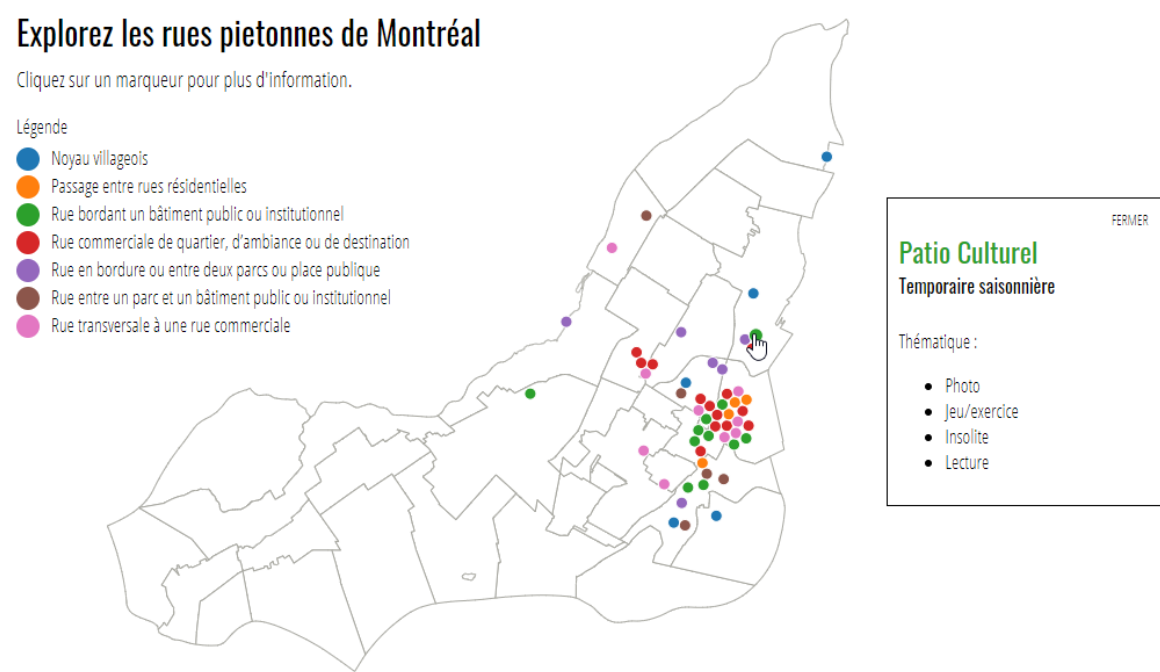 Explorez les rues pietonnes de Montréal
Cliquez sur un marqueur pour plus d'information.
Légende
Noyau villageois
Passage entre rues résidentielles
Rue bordant un bâtiment public ou institutionnel
Rue commerciale de quartier, d'ambiance ou de destination
Rue en bordure ou entre deux parcs ou place publique
Rue entre un parc et un bâtiment public ou institutionnel
Rue transversale à une rue commerciale
FERMER
Patio Culturel
Temporaire saisonnière
Thématique :
Photo
Jeu/exercice
Insolite
Lecture